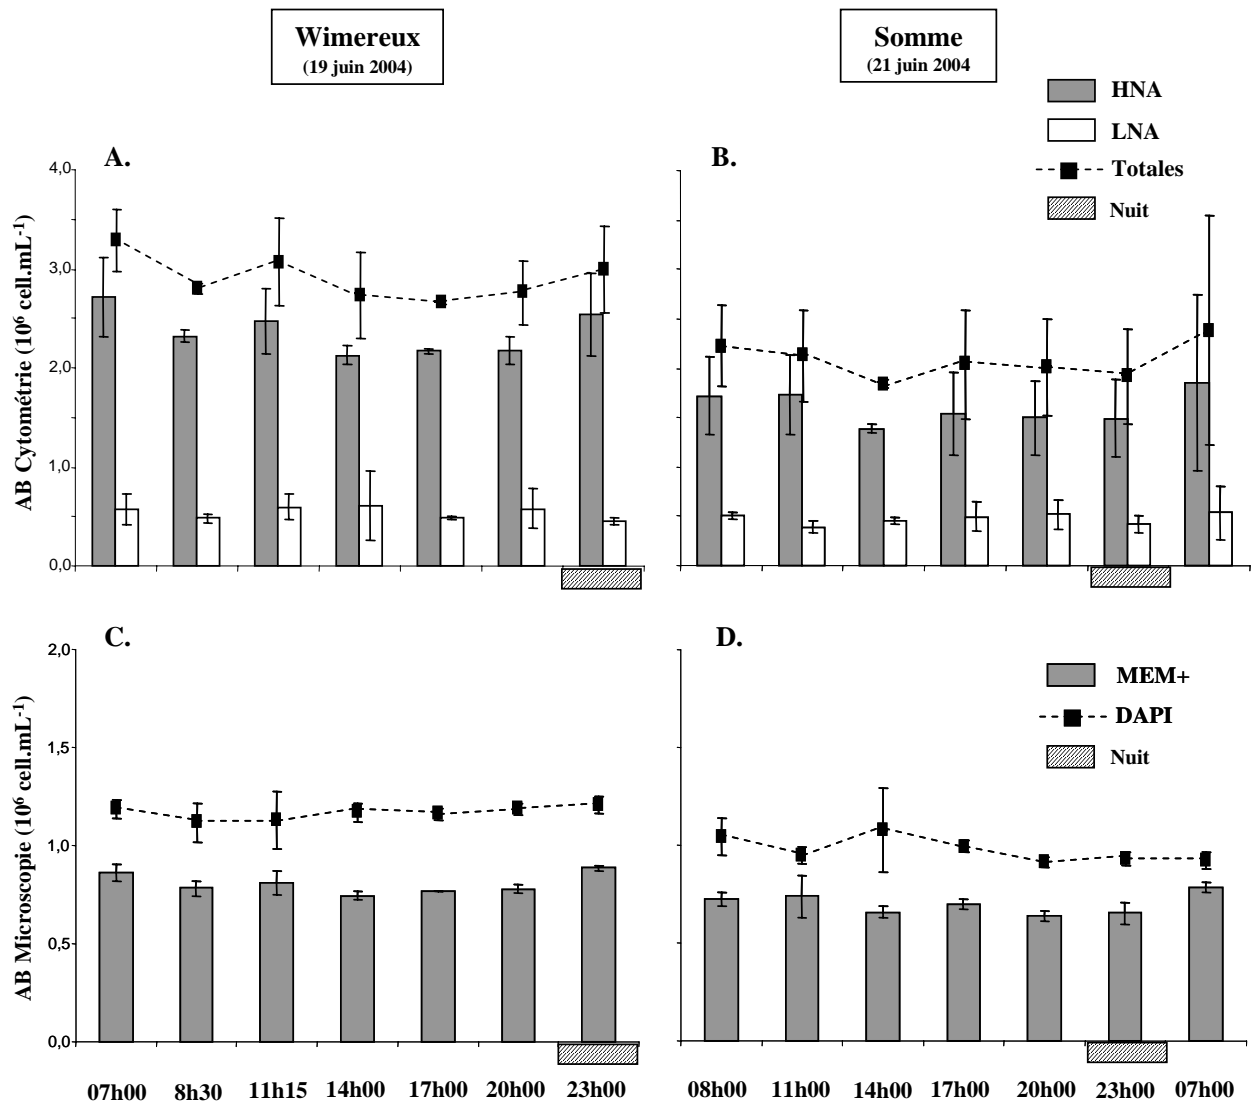 Wimereux
(19 juin 2004)
Somme
(21 juin 2004
HNA
LNA
Totales
Nuit
A.
B.
AB Cytométrie (10⁶ cell.mL⁻¹)
4,0
3,0
2,0
1,0
0,0
C.
D.
MEM+
DAPI
Nuit
AB Microscopie (10⁶ cell.mL⁻¹)
2,0
1,5
1,0
0,5
0,0
07h00 8h30 11h15 14h00 17h00 20h00 23h00
08h00 11h00 14h00 17h00 20h00 23h00 07h00